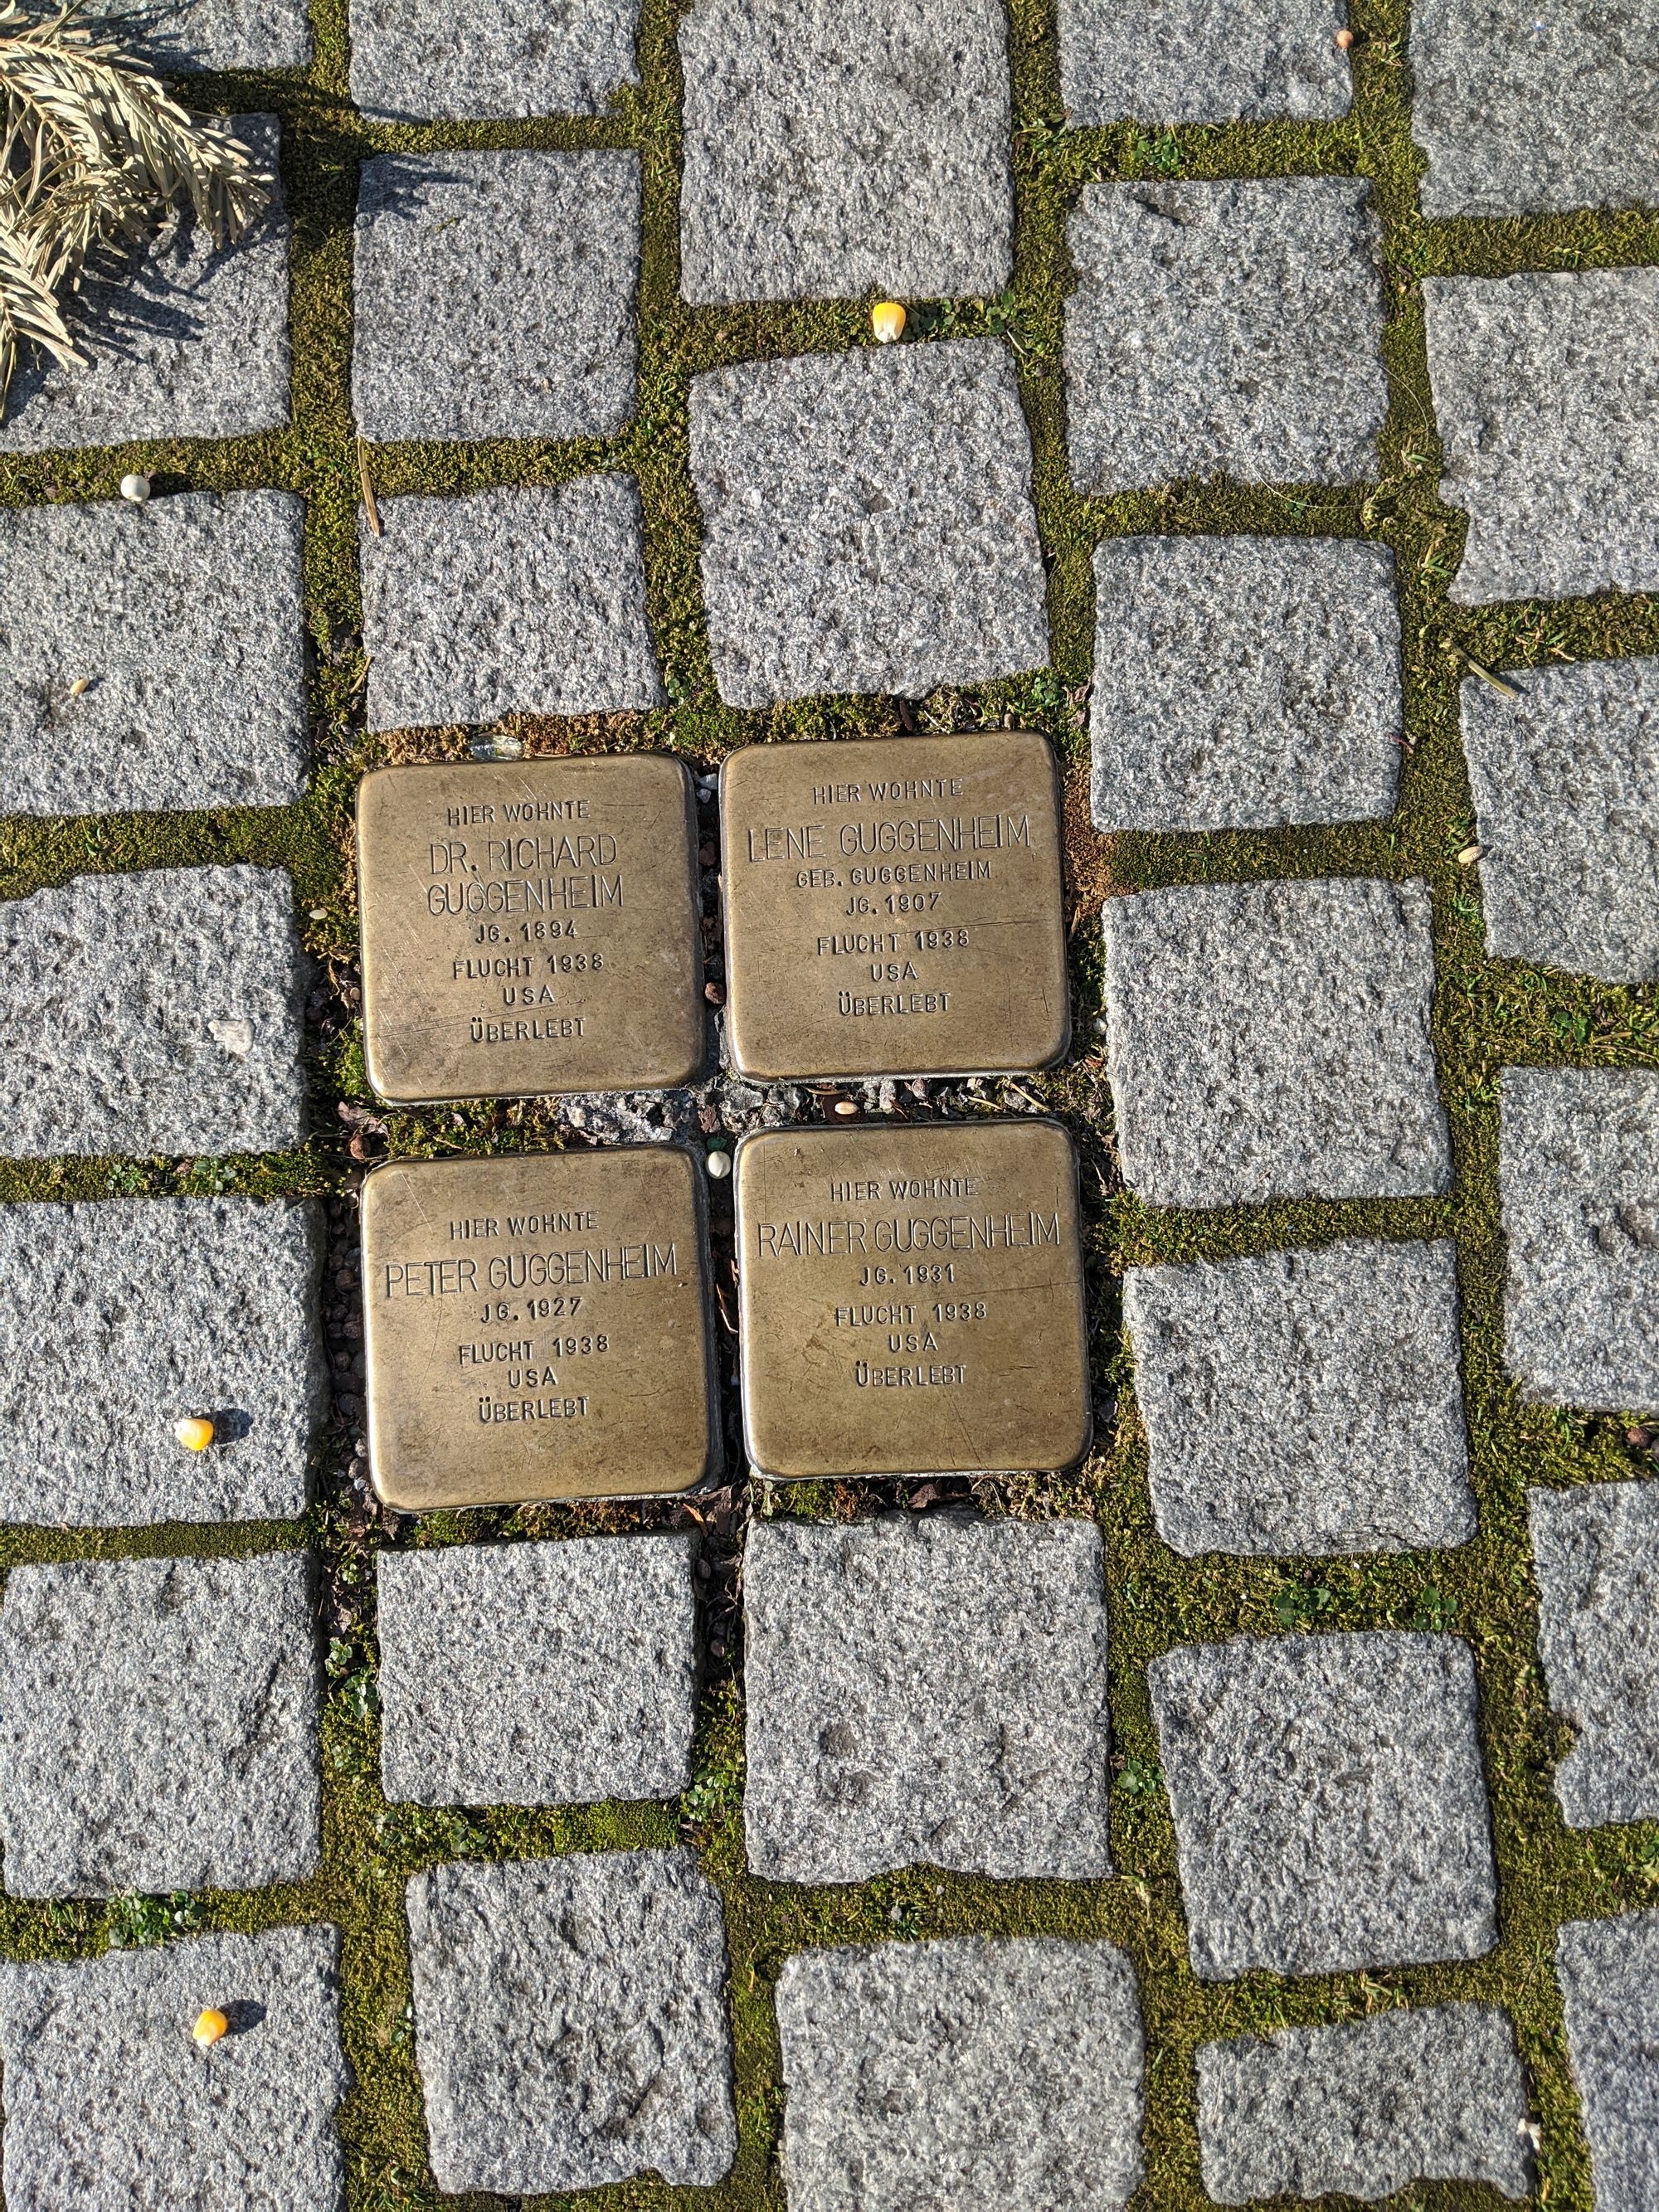 HIER WOHNTE
DR. RICHARD
GUGGENHEIM
JG. 1894
FLUCHT 1938
USA
ÜBERLEBT
HIER WOHNTE
LENE GUGGENHEIM
GEB. GUGGENHEIM
JG. 1907
FLUCHT 1938
USA
ÜBERLEBT
HIER WOHNTE
PETER GUGGENHEIM
JG. 1927
FLUCHT 1938
USA
ÜBERLEBT
HIER WOHNTE
RAINER GUGGENHEIM
JG. 1931
FLUCHT 1938
USA
ÜBERLEBT